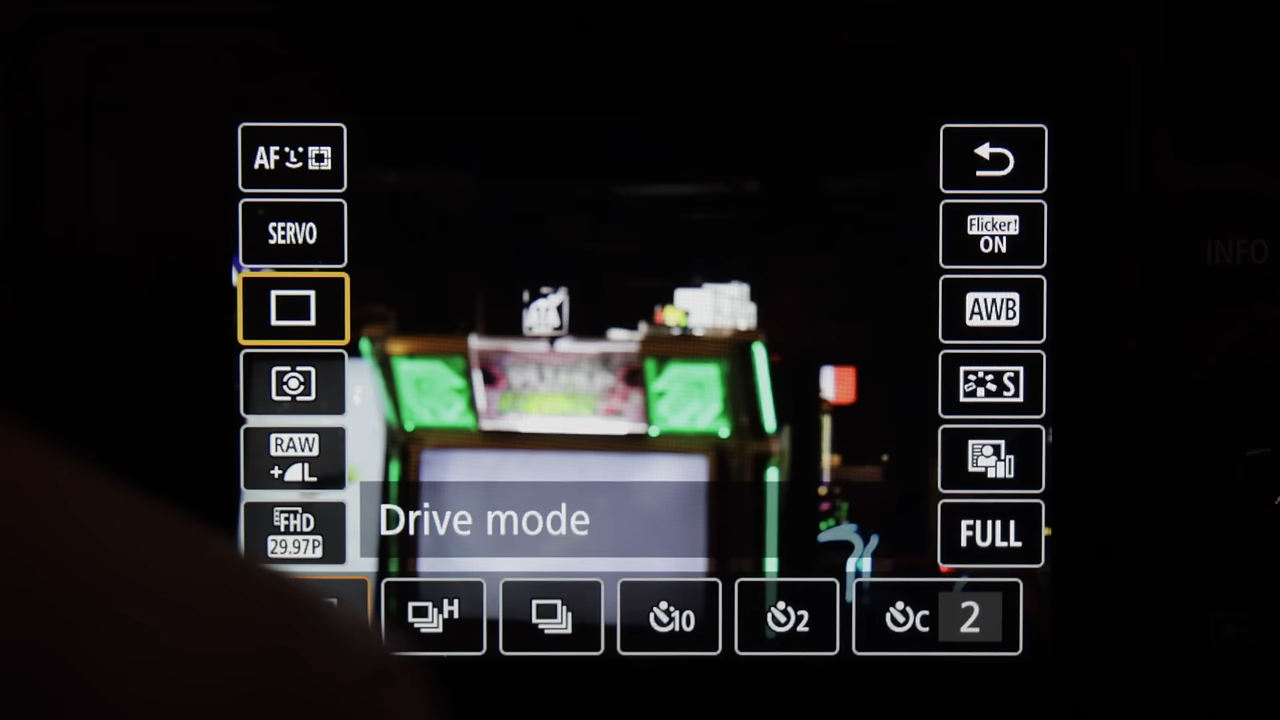 AF
SERVO
RAW
+L
FHD
29.97P
Flicker!
ON
AWB
S
FULL
INFO
Drive mode
H
10
2
C 2